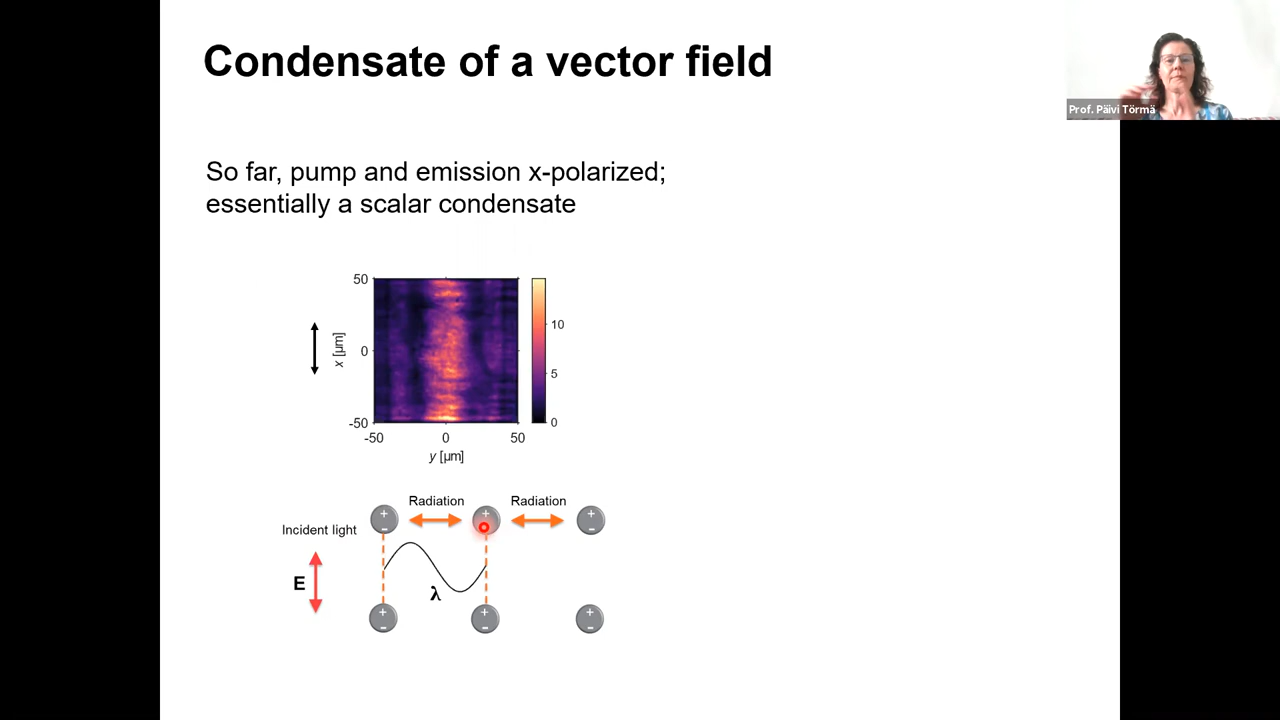 Condensate of a vector field
Prof. Päivi Törmä
So far, pump and emission x-polarized;
essentially a scalar condensate
50
0
-50
x [µm]
-50 0 50
y [µm]
10
5
0
Radiation Radiation
Incident light
+ + +
- - -
E
λ
+ + +
- - -